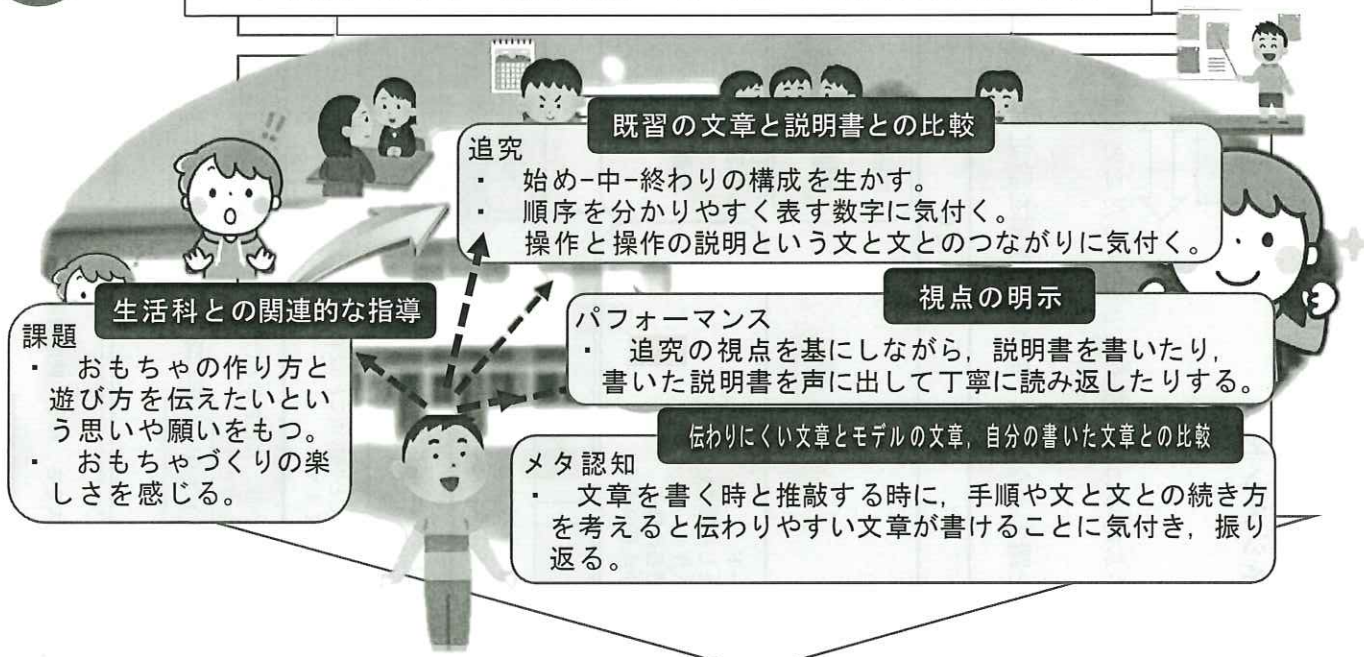 既習の文章と説明書との比較
追究
・ 始め−中−終わりの構成を生かす。
・ 順序を分かりやすく表す数字に気付く。
操作と操作の説明という文と文とのつながりに気付く。
生活科との関連的な指導
課題
・ おもちゃの作り方と
遊び方を伝えたいとい
う思いや願いをもつ。
・ おもちゃづくりの楽
しさを感じる。
視点の明示
パフォーマンス
・ 追究の視点を基にしながら，説明書を書いたり，
書いた説明書を声に出して丁寧に読み返したりする。
伝わりにくい文章とモデルの文章，自分の書いた文章との比較
メタ認知
・ 文章を書く時と推敲する時に，手順や文と文との続き方
を考えると伝わりやすい文章が書けることに気付き，振り
返る。